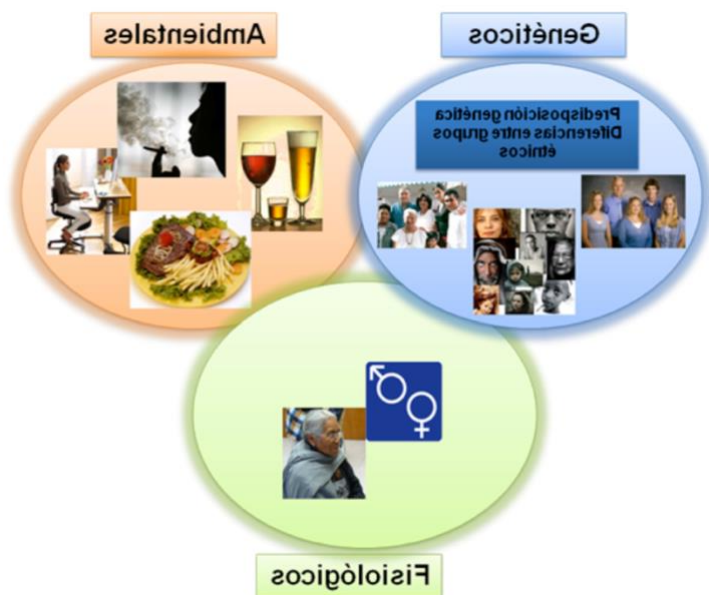 Ambientales
Genéticos
Predisposición genética
Diferencias entre grupos
étnicos
Fisiológicos